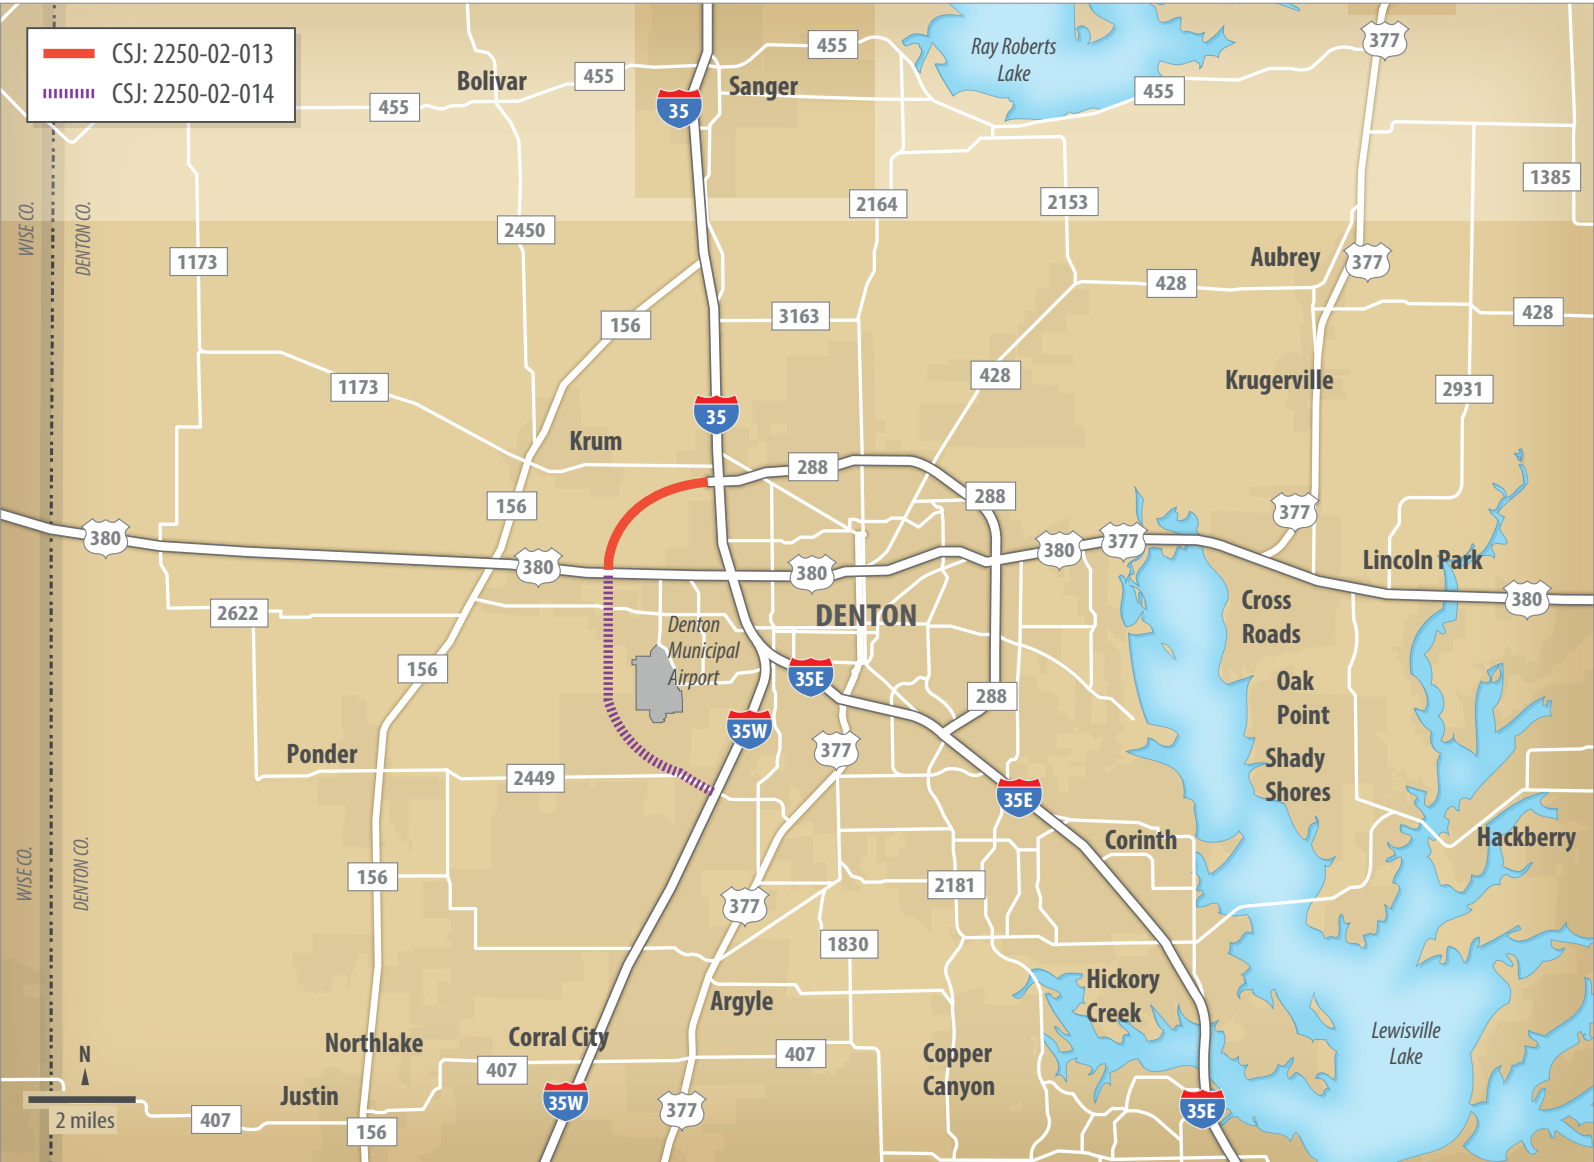 CSJ: 2250-02-013
CSJ: 2250-02-014
455
Bolivar
455
455
Sanger
35
Ray Roberts
Lake
455
377
1385
WISE CO.
DENTON CO.
1173
2450
2164
2153
Aubrey
377
428
428
156
3163
1173
428
Krugerville
2931
35
Krum
288
288
156
377
380
380
380
380
377
Lincoln Park
380
2622
Denton
Municipal
Airport
DENTON
Cross
Roads
156
35E
288
Oak
Point
35W
377
Ponder
2449
Shady
Shores
35E
Corinth
Hackberry
WISE CO.
DENTON CO.
156
377
2181
1830
Argyle
Hickory
Creek
Northlake
Corral City
407
407
Copper
Canyon
Lewisville
Lake
N
2 miles
Justin
407
156
35W
377
35E